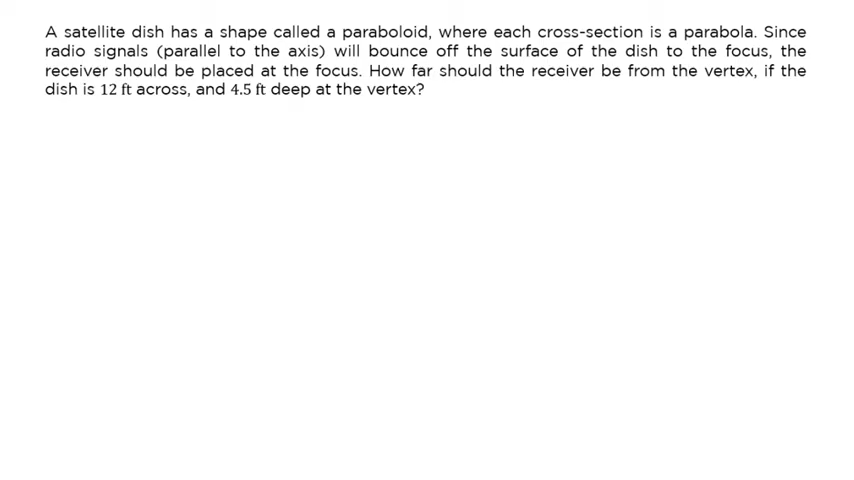 A satellite dish has a shape called a paraboloid, where each cross-section is a parabola. Since
radio signals (parallel to the axis) will bounce off the surface of the dish to the focus, the
receiver should be placed at the focus. How far should the receiver be from the vertex, if the
dish is 12 ft across, and 4.5 ft deep at the vertex?